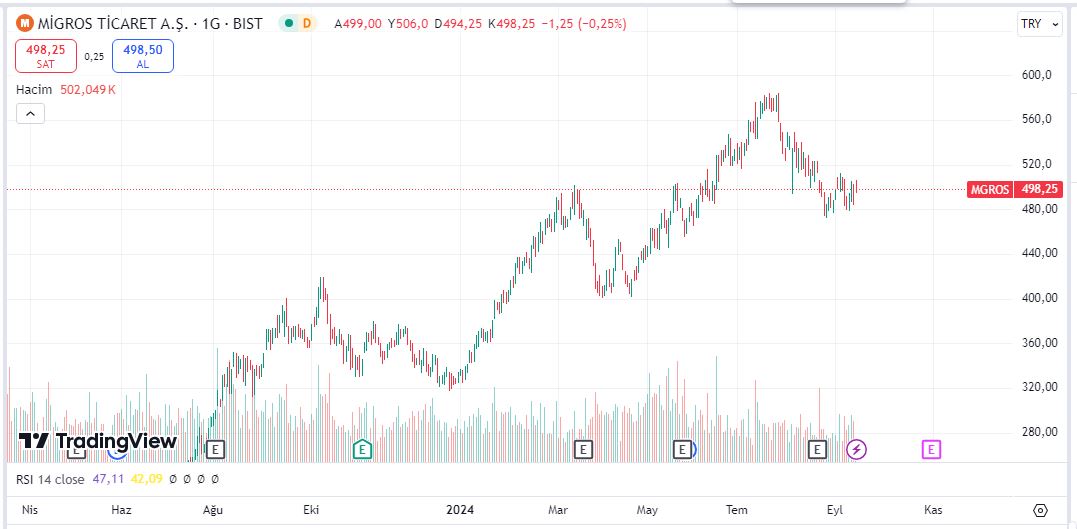 MİGROS TİCARET A.Ş. · 1G · BIST D A499,00 Y506,0 D494,25 K498,25 −1,25 (−0,25%)
TRY
498,25
SAT
0,25
498,50
AL
Hacim 502,049K
600,0
560,0
520,0
MGROS 498,25
480,00
440,00
400,00
360,00
320,00
280,00
TradingView
E E E E E E E
RSI 14 close 47,11 42,09 Ø Ø Ø Ø
Nis Haz Ağu Eki 2024 Mar May Tem Eyl Kas